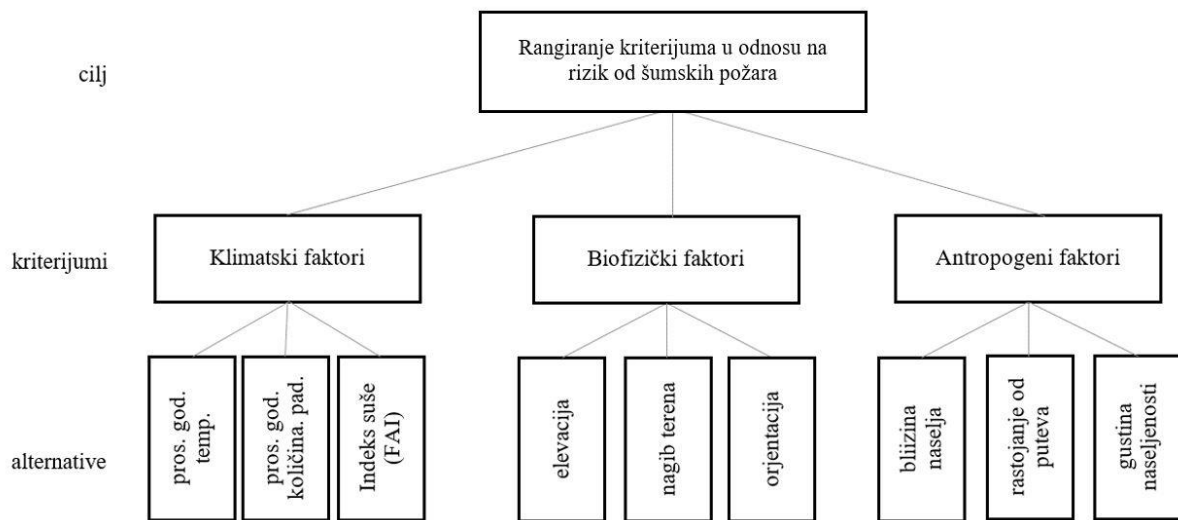 Rangiranje kriterijuma u odnosu na
rizik od šumskih požara
cilj
kriterijumi
Klimatski faktori
Biofizički faktori
Antropogeni faktori
alternative
pros. god.
temp.
pros. god.
količina. pad.
Indeks suše
(FAI)
elevacija
nagib terena
orjentacija
bliizina
naselja
rastojanje od
puteva
gustina
naseljenosti